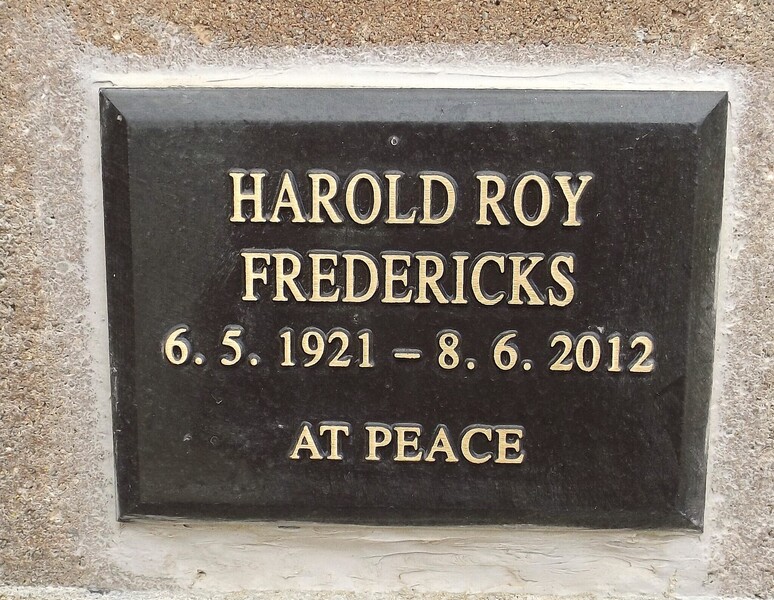 HAROLD ROY
FREDERICKS
6. 5. 1921 – 8. 6. 2012
AT PEACE